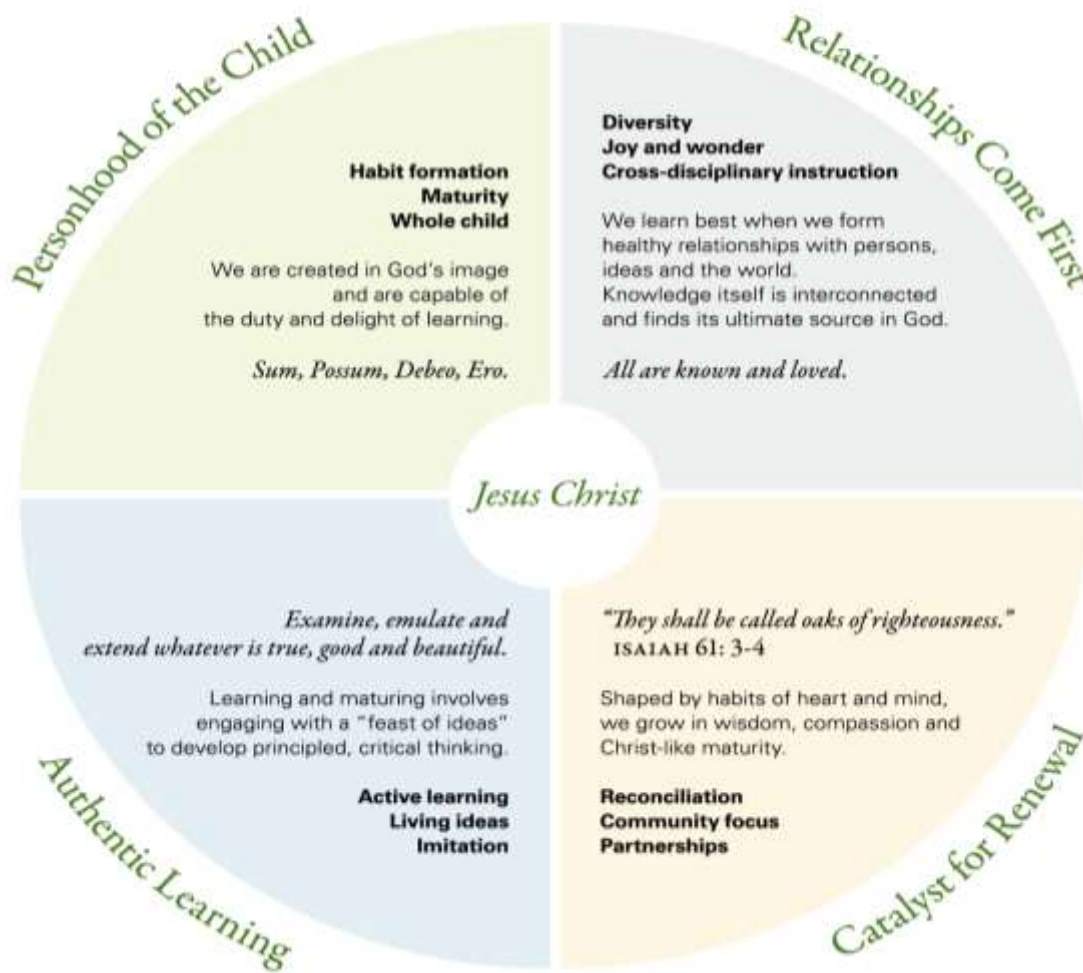 Personhood of the Child
Habit formation
Maturity
Whole child
We are created in God's image
and are capable of
the duty and delight of learning.
Sum, Possum, Debeo, Ero.
Relationships Come First
Diversity
Joy and wonder
Cross-disciplinary instruction
We learn best when we form
healthy relationships with persons,
ideas and the world.
Knowledge itself is interconnected
and finds its ultimate source in God.
All are known and loved.
Jesus Christ
Examine, emulate and
extend whatever is true, good and beautiful.
Learning and maturing involves
engaging with a "feast of ideas"
to develop principled, critical thinking.
Active learning
Living ideas
Imitation
Authentic Learning
"They shall be called oaks of righteousness."
ISAIAH 61: 3-4
Shaped by habits of heart and mind,
we grow in wisdom, compassion and
Christ-like maturity.
Reconciliation
Community focus
Partnerships
Catalyst for Renewal